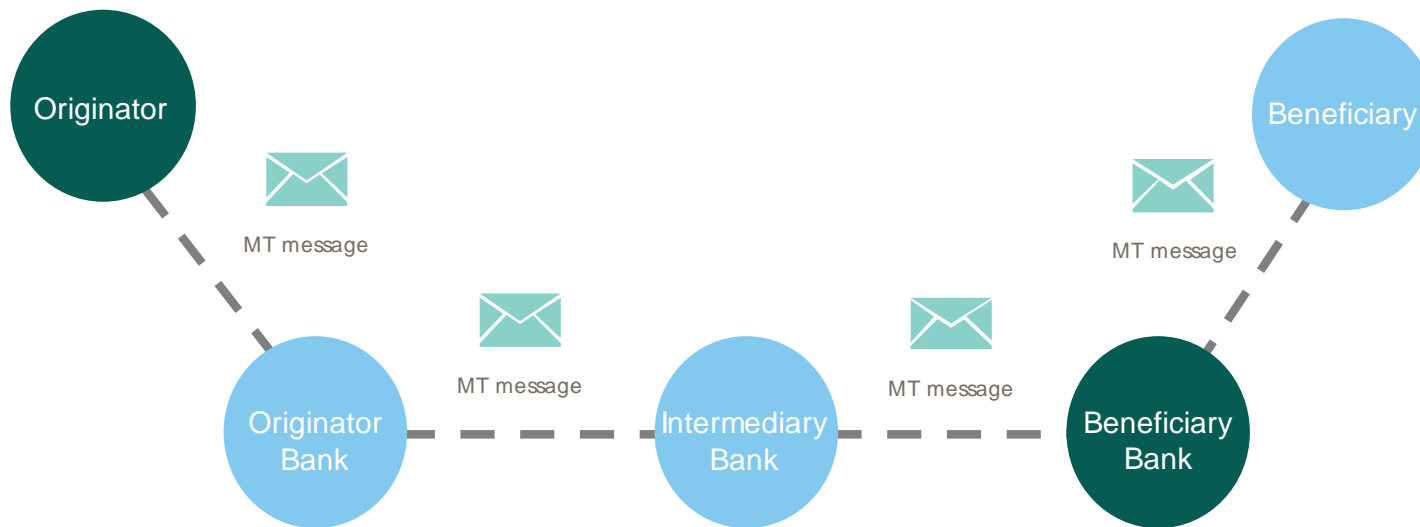 Originator
Beneficiary
MT message
MT message
MT message
MT message
Originator
Bank
Intermediary
Bank
Beneficiary
Bank